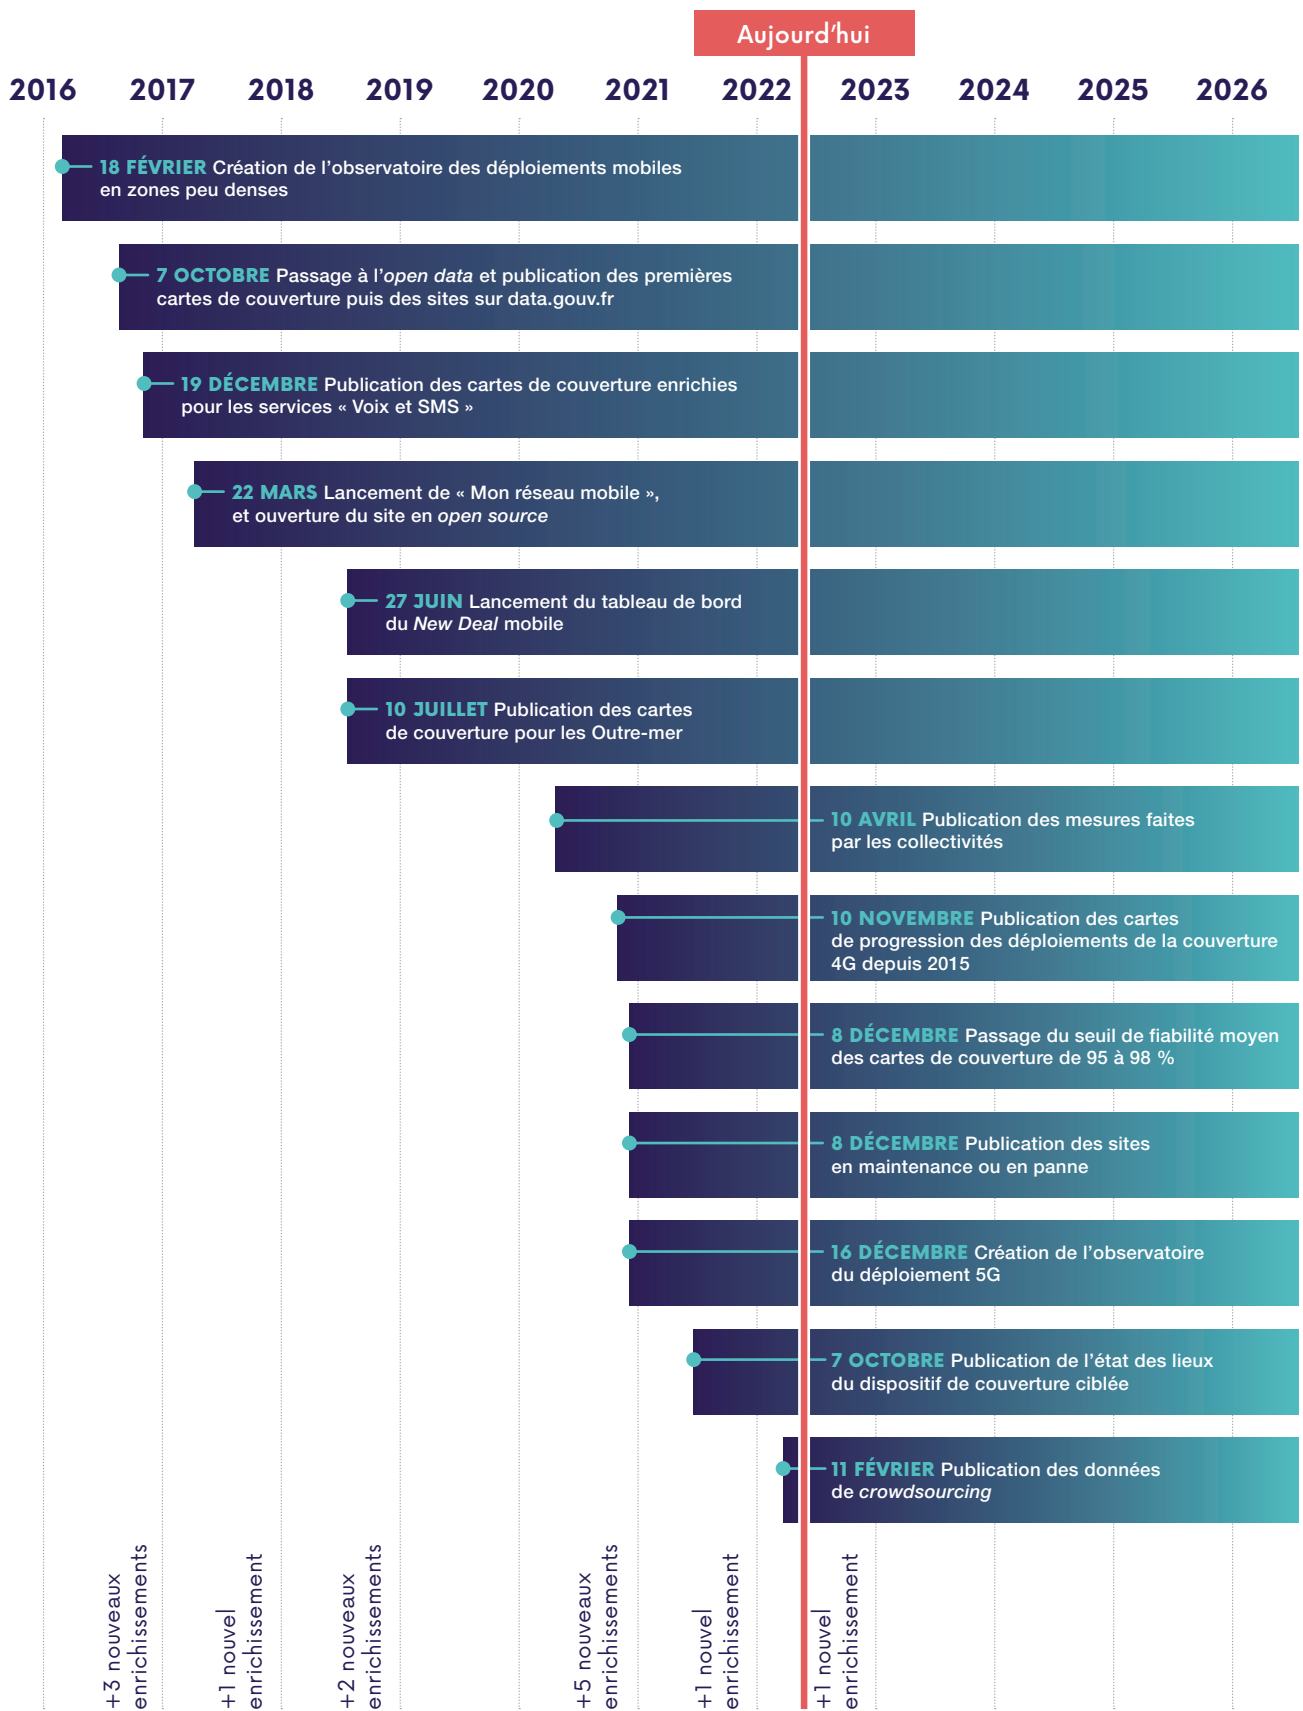 Aujourd'hui
2016 2017 2018 2019 2020 2021 2022 2023 2024 2025 2026
18 FÉVRIER Création de l'observatoire des déploiements mobiles
en zones peu denses
7 OCTOBRE Passage à l'open data et publication des premières
cartes de couverture puis des sites sur data.gouv.fr
19 DÉCEMBRE Publication des cartes de couverture enrichies
pour les services « Voix et SMS »
22 MARS Lancement de « Mon réseau mobile »,
et ouverture du site en open source
27 JUIN Lancement du tableau de bord
du New Deal mobile
10 JUILLET Publication des cartes
de couverture pour les Outre-mer
10 AVRIL Publication des mesures faites
par les collectivités
10 NOVEMBRE Publication des cartes
de progression des déploiements de la couverture
4G depuis 2015
8 DÉCEMBRE Passage du seuil de fiabilité moyen
des cartes de couverture de 95 à 98 %
8 DÉCEMBRE Publication des sites
en maintenance ou en panne
16 DÉCEMBRE Création de l'observatoire
du déploiement 5G
7 OCTOBRE Publication de l'état des lieux
du dispositif de couverture ciblée
11 FÉVRIER Publication des données
de crowdsourcing
+3 nouveaux
enrichissements
+1 nouvel
enrichissement
+2 nouveaux
enrichissements
+5 nouveaux
enrichissements
+1 nouvel
enrichissement
+1 nouvel
enrichissement